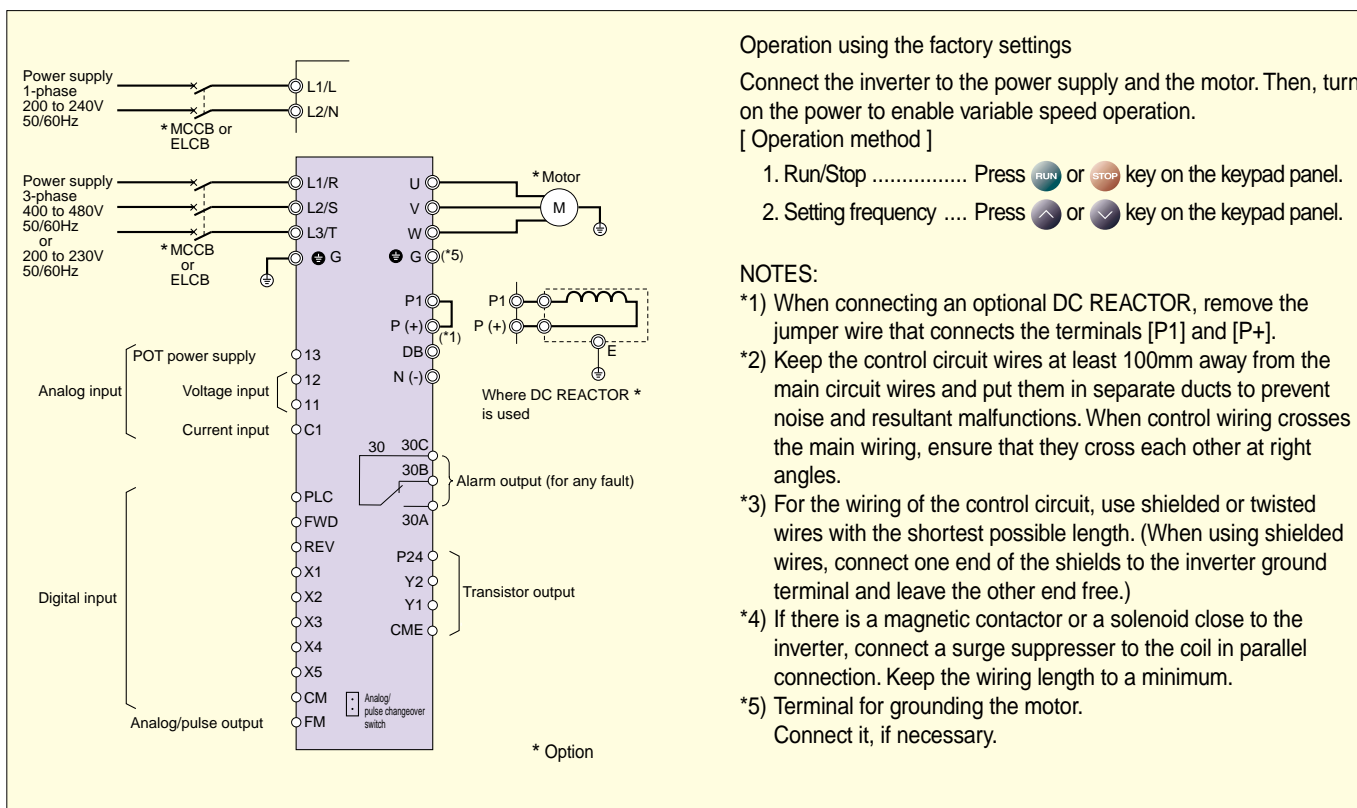 Power supply
1-phase
200 to 240V
50/60Hz
* MCCB or
ELCB
L1/L
L2/N
Power supply
3-phase
400 to 480V
50/60Hz
or
200 to 230V
50/60Hz
* MCCB
or
ELCB
L1/R
L2/S
L3/T
G
U
V
W
G (*5)
* Motor
M
P1
P (+)
(*1)
DB
N (-)
P1
P (+)
E
Where DC REACTOR *
is used
Analog input
POT power supply
Voltage input
Current input
13
12
11
C1
30
30C
30B
30A
Alarm output (for any fault)
Digital input
PLC
FWD
REV
X1
X2
X3
X4
X5
CM
FM
Analog/pulse output
Analog/
pulse changeover
switch
P24
Y2
Y1
CME
Transistor output
* Option
Operation using the factory settings
Connect the inverter to the power supply and the motor. Then, turn
on the power to enable variable speed operation.
[ Operation method ]
1. Run/Stop ............... Press RUN or STOP key on the keypad panel.
2. Setting frequency .... Press or key on the keypad panel.
NOTES:
*1) When connecting an optional DC REACTOR, remove the
jumper wire that connects the terminals [P1] and [P+].
*2) Keep the control circuit wires at least 100mm away from the
main circuit wires and put them in separate ducts to prevent
noise and resultant malfunctions. When control wiring crosses
the main wiring, ensure that they cross each other at right
angles.
*3) For the wiring of the control circuit, use shielded or twisted
wires with the shortest possible length. (When using shielded
wires, connect one end of the shields to the inverter ground
terminal and leave the other end free.)
*4) If there is a magnetic contactor or a solenoid close to the
inverter, connect a surge suppresser to the coil in parallel
connection. Keep the wiring length to a minimum.
*5) Terminal for grounding the motor.
Connect it, if necessary.